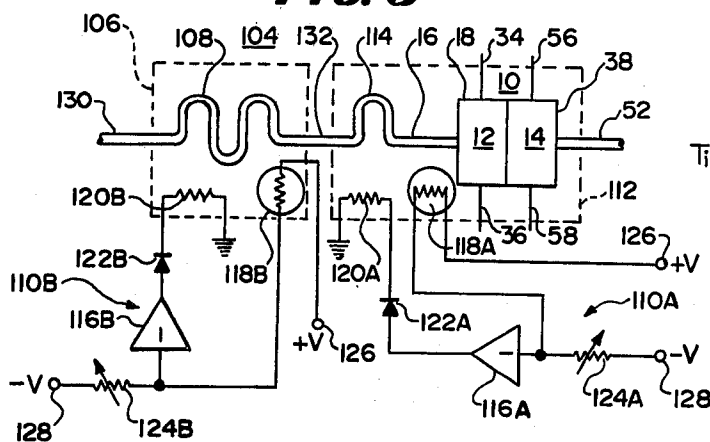 106 108 104 132 114 16 18 34 56 10 38
130 12 14 52
Ti
120B 118B 120A 118A 36 58 112
122B 126 +V
110B 116B 122A 110A
+V 126
-V 116A -V
128 124B 124A 128